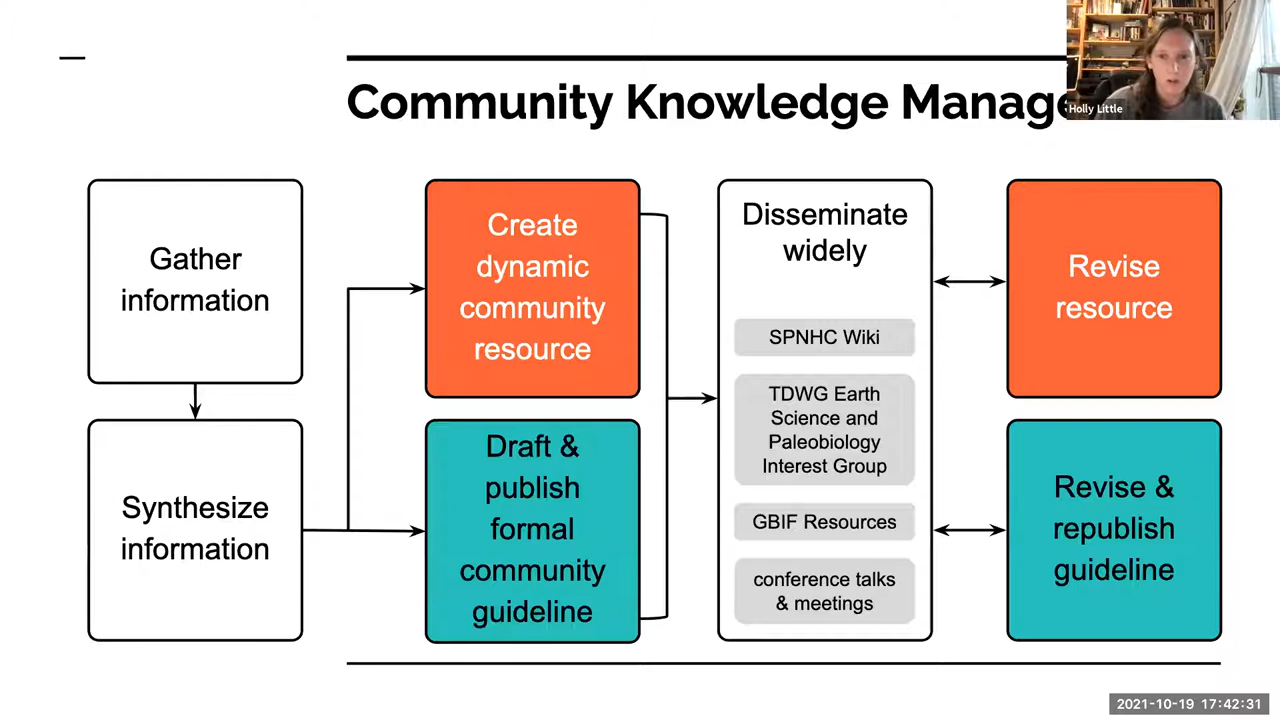 Community Knowledge Manage
Holly Little
Gather
information
Synthesize
information
Create
dynamic
community
resource
Draft &
publish
formal
community
guideline
Disseminate
widely
SPNHC Wiki
TDWG Earth
Science and
Paleobiology
Interest Group
GBIF Resources
conference talks
& meetings
Revise
resource
Revise &
republish
guideline
2021-10-19 17:42:31